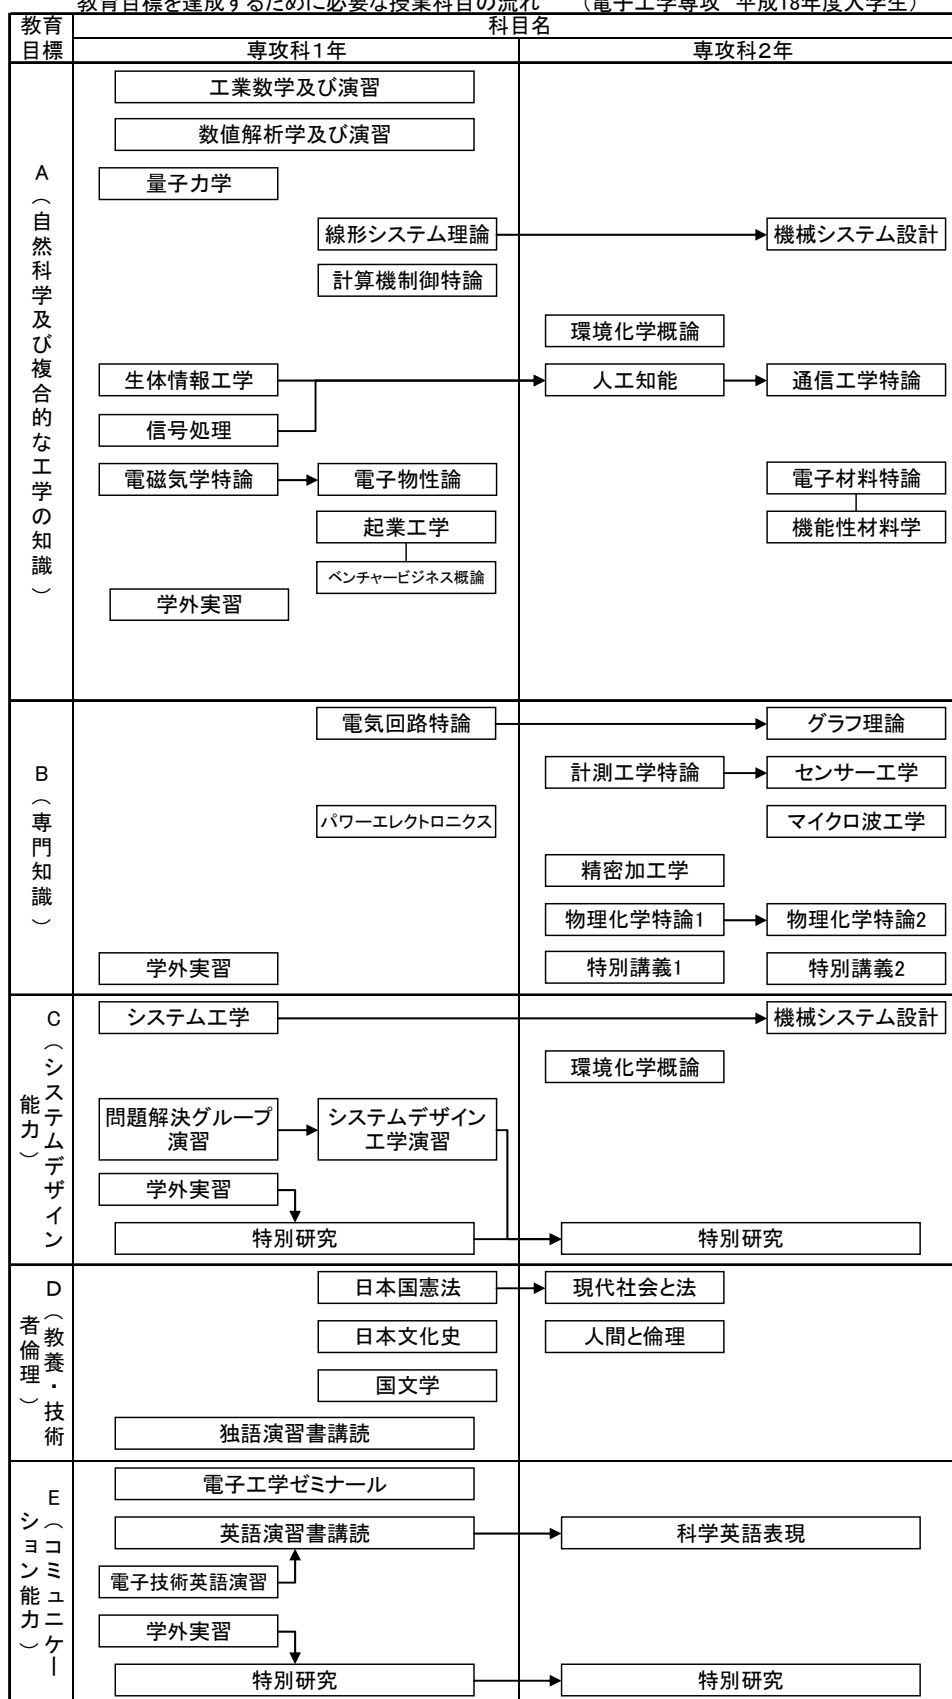 教育目標を達成するために必要な授業科目の流れ （電子工学専攻 平成18年度入学生）
教育目標
科目名
専攻科1年
専攻科2年
A（自然科学及び複合的な工学の知識）
工業数学及び演習
数値解析学及び演習
量子力学
線形システム理論
機械システム設計
計算機制御特論
環境化学概論
生体情報工学
人工知能
通信工学特論
信号処理
電磁気学特論
電子物性論
電子材料特論
起業工学
機能性材料学
ベンチャービジネス概論
学外実習
B（専門知識）
電気回路特論
グラフ理論
計測工学特論
センサー工学
パワーエレクトロニクス
マイクロ波工学
精密加工学
物理化学特論1
物理化学特論2
学外実習
特別講義1
特別講義2
C（システムデザイン能力）
システム工学
機械システム設計
環境化学概論
問題解決グループ
演習
システムデザイン
工学演習
学外実習
特別研究
特別研究
D（教養・技術者倫理）
日本国憲法
現代社会と法
日本文化史
人間と倫理
国文学
独語演習書講読
E（コミュニケーション能力）
電子工学ゼミナール
英語演習書講読
科学英語表現
電子技術英語演習
学外実習
特別研究
特別研究